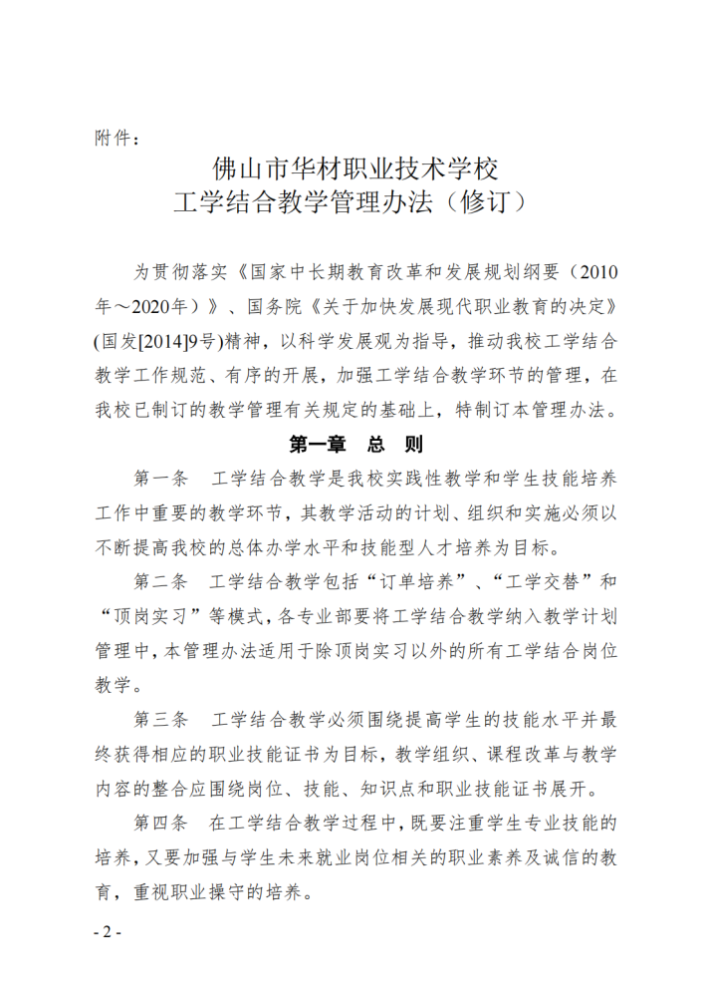 附件：
佛山市华材职业技术学校
工学结合教学管理办法（修订）
为贯彻落实《国家中长期教育改革和发展规划纲要（2010
年～2020年）》、国务院《关于加快发展现代职业教育的决定》
(国发[2014]9号)精神，以科学发展观为指导，推动我校工学结合
教学工作规范、有序的开展，加强工学结合教学环节的管理，在
我校已制订的教学管理有关规定的基础上，特制订本管理办法。
第一章　总　则
第一条　工学结合教学是我校实践性教学和学生技能培养
工作中重要的教学环节，其教学活动的计划、组织和实施必须以
不断提高我校的总体办学水平和技能型人才培养为目标。
第二条　工学结合教学包括“订单培养”、“工学交替”和
“顶岗实习”等模式，各专业部要将工学结合教学纳入教学计划
管理中，本管理办法适用于除顶岗实习以外的所有工学结合岗位
教学。
第三条　工学结合教学必须围绕提高学生的技能水平并最
终获得相应的职业技能证书为目标，教学组织、课程改革与教学
内容的整合应围绕岗位、技能、知识点和职业技能证书展开。
第四条　在工学结合教学过程中，既要注重学生专业技能的
培养，又要加强与学生未来就业岗位相关的职业素养及诚信的教
育，重视职业操守的培养。
- 2 -